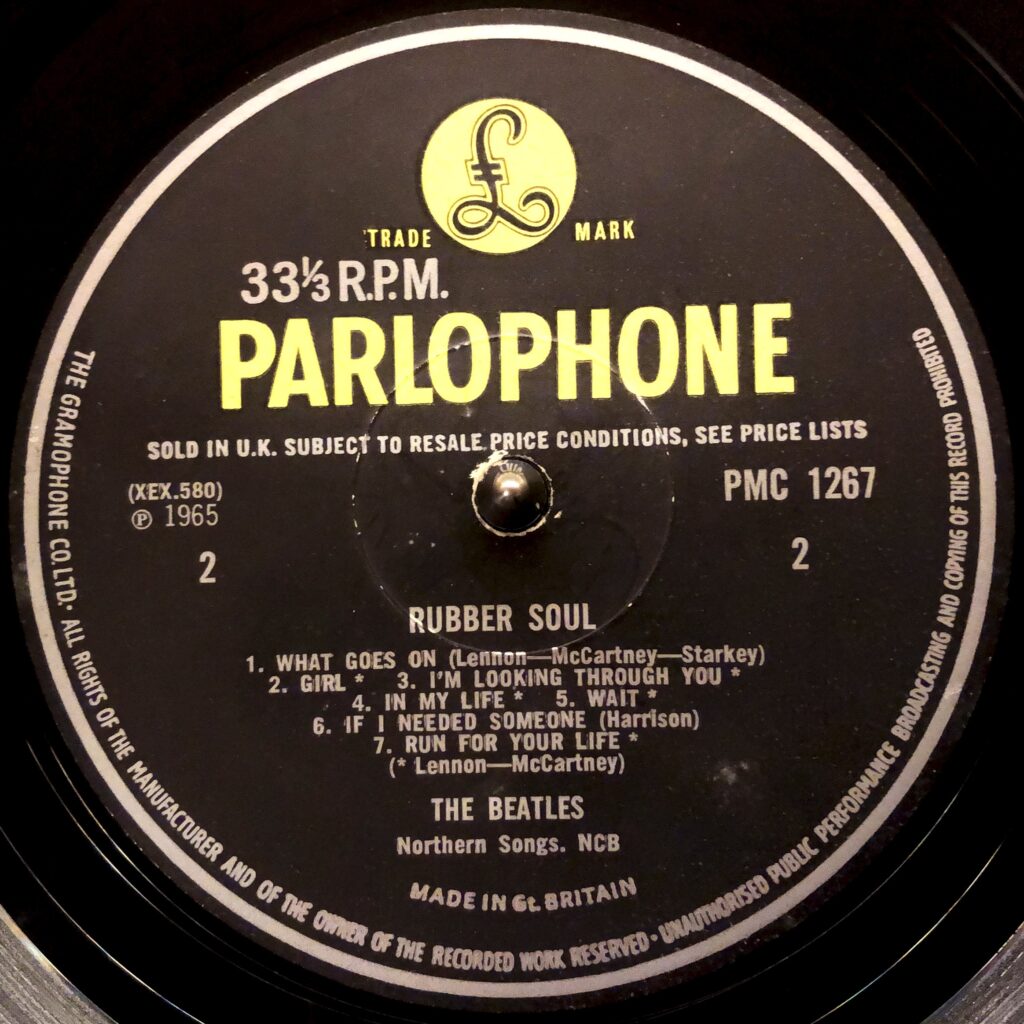 £
TRADE MARK
33⅓ R.P.M.
PARLOPHONE
SOLD IN U.K. SUBJECT TO RESALE PRICE CONDITIONS, SEE PRICE LISTS
(XEX.580)
℗ 1965
PMC 1267
2
2
RUBBER SOUL
1. WHAT GOES ON (Lennon—McCartney—Starkey)
2. GIRL * 3. I'M LOOKING THROUGH YOU *
4. IN MY LIFE * 5. WAIT *
6. IF I NEEDED SOMEONE (Harrison)
7. RUN FOR YOUR LIFE *
(* Lennon—McCartney)
THE BEATLES
Northern Songs. NCB
MADE IN Gt. BRITAIN
THE GRAMOPHONE CO. LTD. · ALL RIGHTS OF THE MANUFACTURER AND OF THE OWNER OF THE RECORDED WORK RESERVED · UNAUTHORISED PUBLIC PERFORMANCE BROADCASTING AND COPYING OF THIS RECORD PROHIBITED